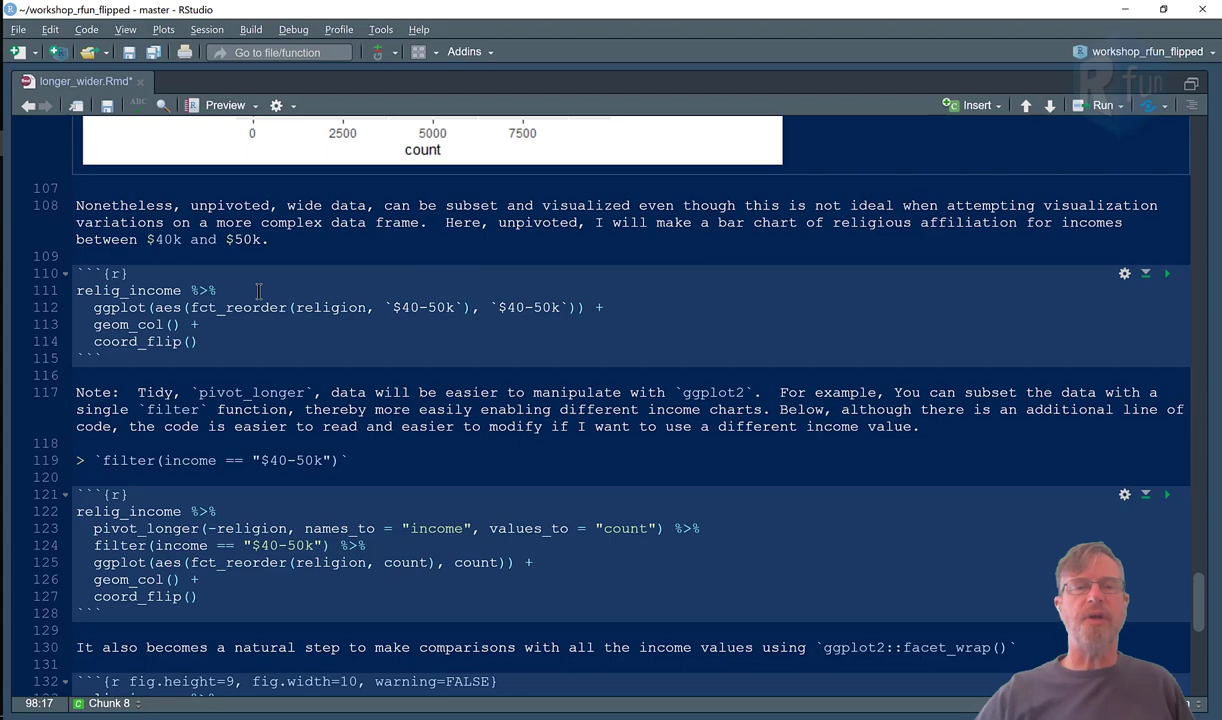 ~/workshop_rfun_flipped - master - RStudio
File Edit Code View Plots Session Build Debug Profile Tools Help
Go to file/function Addins workshop_rfun_flipped
longer_wider.Rmd*
R fun
ABC Preview Insert Run
0 2500 5000 7500
count
107
108 Nonetheless, unpivoted, wide data, can be subset and visualized even though this is not ideal when attempting visualization
variations on a more complex data frame.  Here, unpivoted, I will make a bar chart of religious affiliation for incomes
between $40k and $50k.
109
110 ```{r}
111 relig_income %>%
112   ggplot(aes(fct_reorder(religion, `$40-50k`), `$40-50k`)) +
113   geom_col() +
114   coord_flip()
115 ```
116
117 Note:  Tidy, `pivot_longer`, data will be easier to manipulate with `ggplot2`.  For example, You can subset the data with a
single `filter` function, thereby more easily enabling different income charts. Below, although there is an additional line of
code, the code is easier to read and easier to modify if I want to use a different income value.
118
119 > `filter(income == "$40-50k")`
120
121 ```{r}
122 relig_income %>%
123   pivot_longer(-religion, names_to = "income", values_to = "count") %>%
124   filter(income == "$40-50k") %>%
125   ggplot(aes(fct_reorder(religion, count), count)) +
126   geom_col() +
127   coord_flip()
128 ```
129
130 It also becomes a natural step to make comparisons with all the income values using `ggplot2::facet_wrap()`
131
132 ```{r fig.height=9, fig.width=10, warning=FALSE}
98:17 Chunk 8